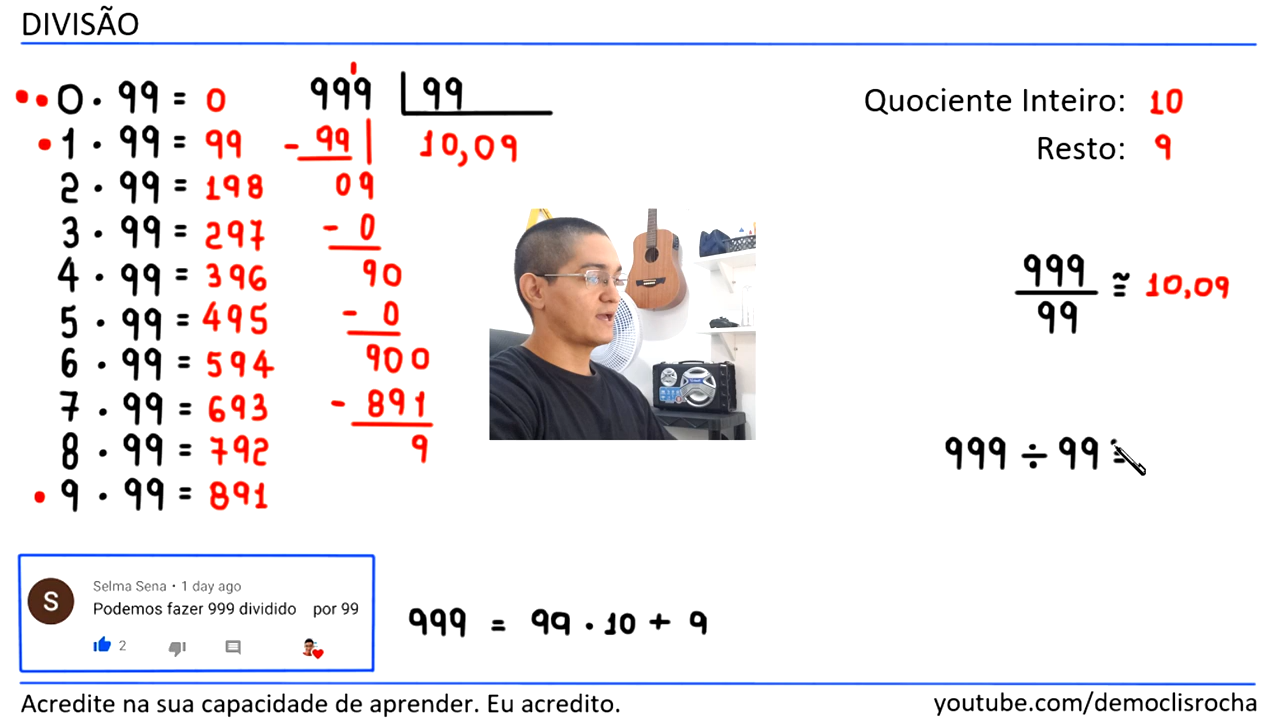 DIVISÃO
0 · 99 = 0
1 · 99 = 99
2 · 99 = 198
3 · 99 = 297
4 · 99 = 396
5 · 99 = 495
6 · 99 = 594
7 · 99 = 693
8 · 99 = 792
9 · 99 = 891
999 99
- 99 10,09
09
- 0
90
- 0
900
- 891
9
Quociente Inteiro: 10
Resto: 9
999
99
≅ 10,09
999 ÷ 99
S
Selma Sena • 1 day ago
Podemos fazer 999 dividido por 99
2
999 = 99 · 10 + 9
Acredite na sua capacidade de aprender. Eu acredito.
youtube.com/democlisrocha